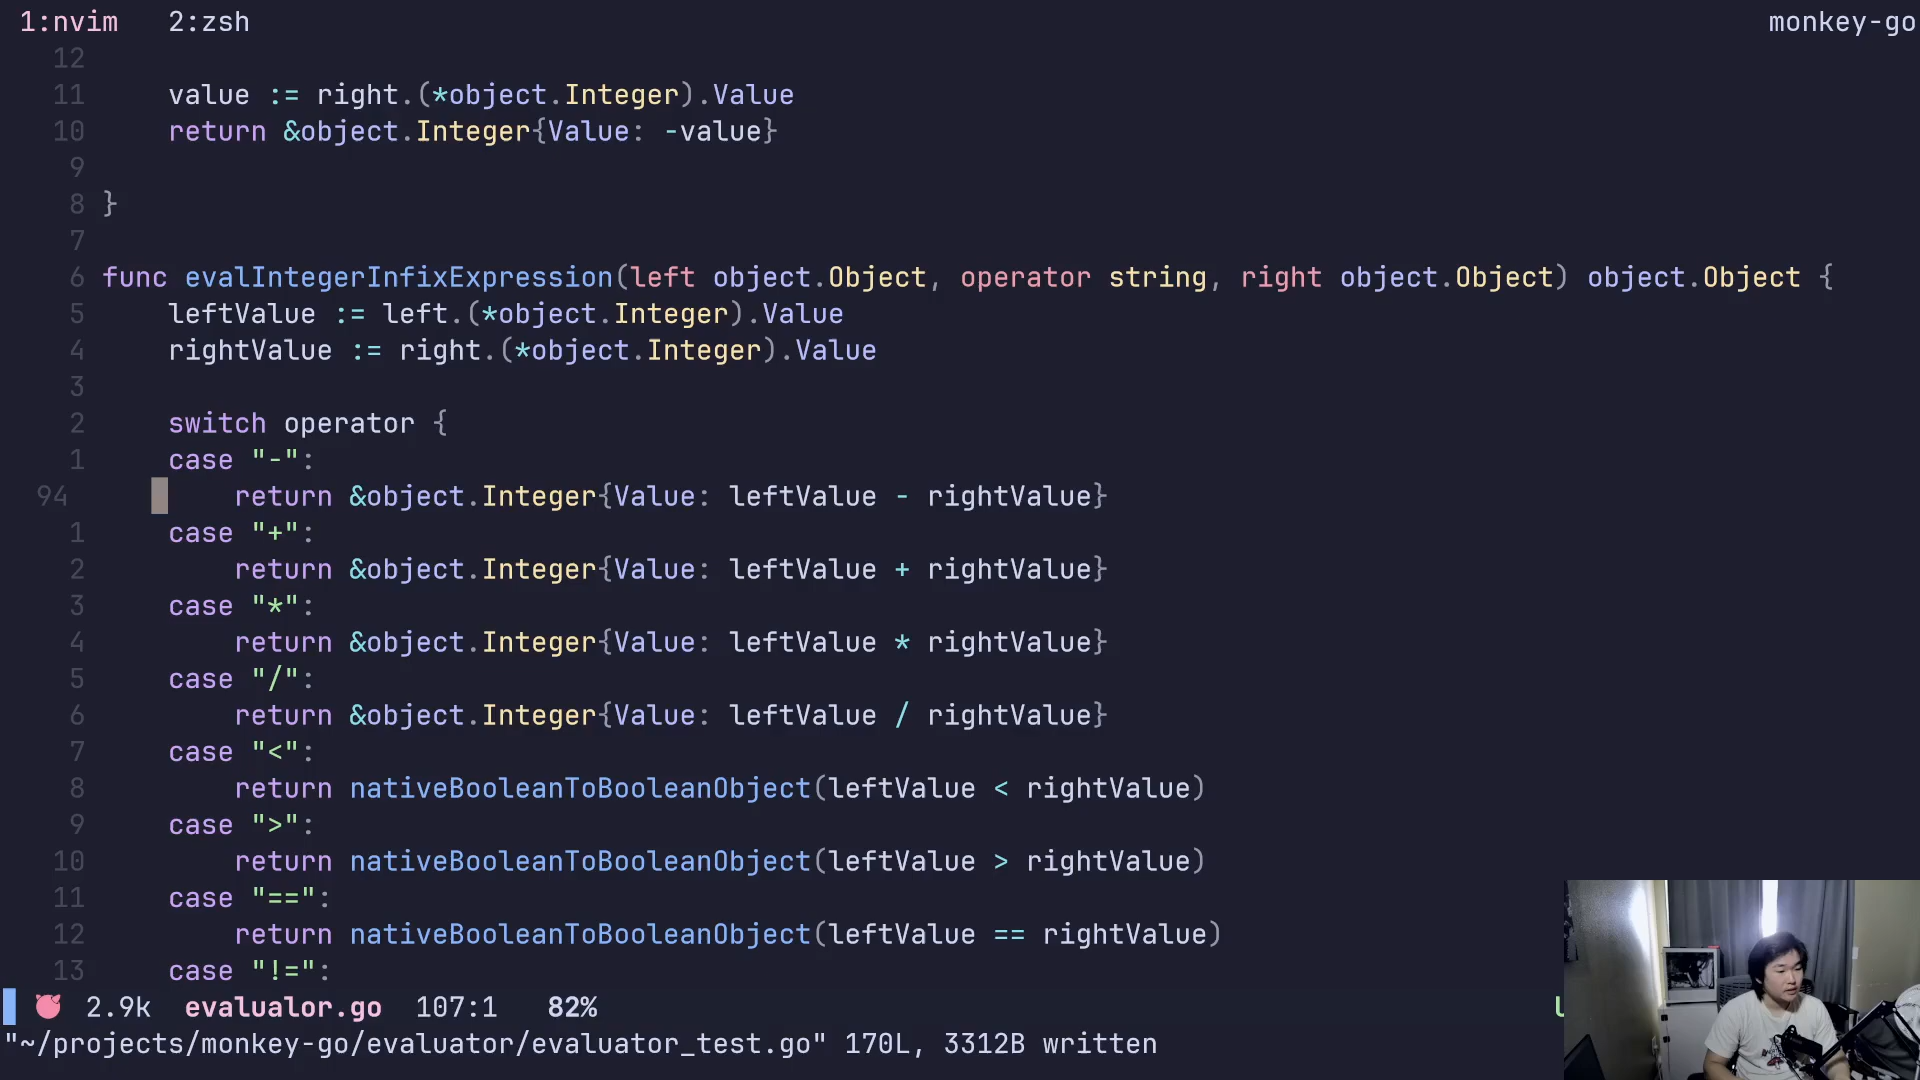 1:nvim 2:zsh monkey-go
12
11 value := right.(*object.Integer).Value
10 return &object.Integer{Value: -value}
9
8 }
7
6 func evalIntegerInfixExpression(left object.Object, operator string, right object.Object) object.Object {
5 leftValue := left.(*object.Integer).Value
4 rightValue := right.(*object.Integer).Value
3
2 switch operator {
1 case "-":
94 return &object.Integer{Value: leftValue - rightValue}
1 case "+":
2 return &object.Integer{Value: leftValue + rightValue}
3 case "*":
4 return &object.Integer{Value: leftValue * rightValue}
5 case "/":
6 return &object.Integer{Value: leftValue / rightValue}
7 case "<":
8 return nativeBooleanToBooleanObject(leftValue < rightValue)
9 case ">":
10 return nativeBooleanToBooleanObject(leftValue > rightValue)
11 case "==":
12 return nativeBooleanToBooleanObject(leftValue == rightValue)
13 case "!=":
2.9k evalualor.go 107:1 82%
"~/projects/monkey-go/evaluator/evaluator_test.go" 170L, 3312B written